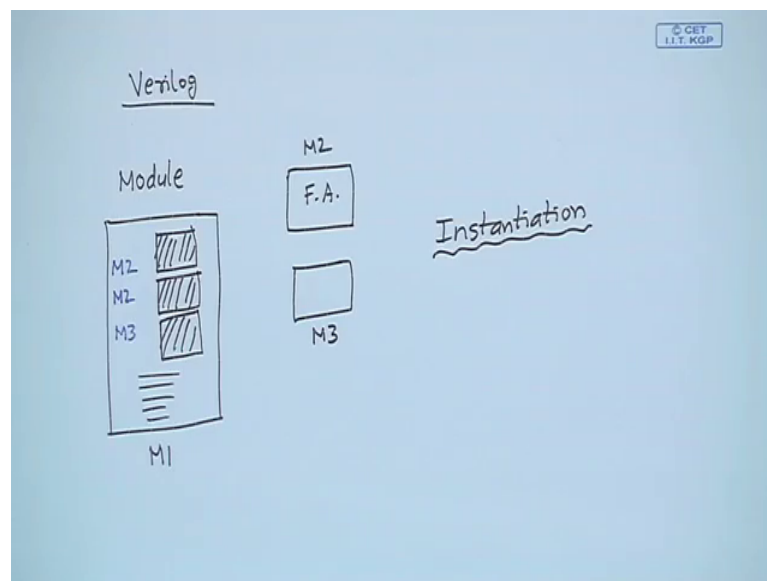 © CET
I.I.T. KGP
Verilog
Module
M2
F.A.
Instantiation
M2
M2
M3
M3
M1